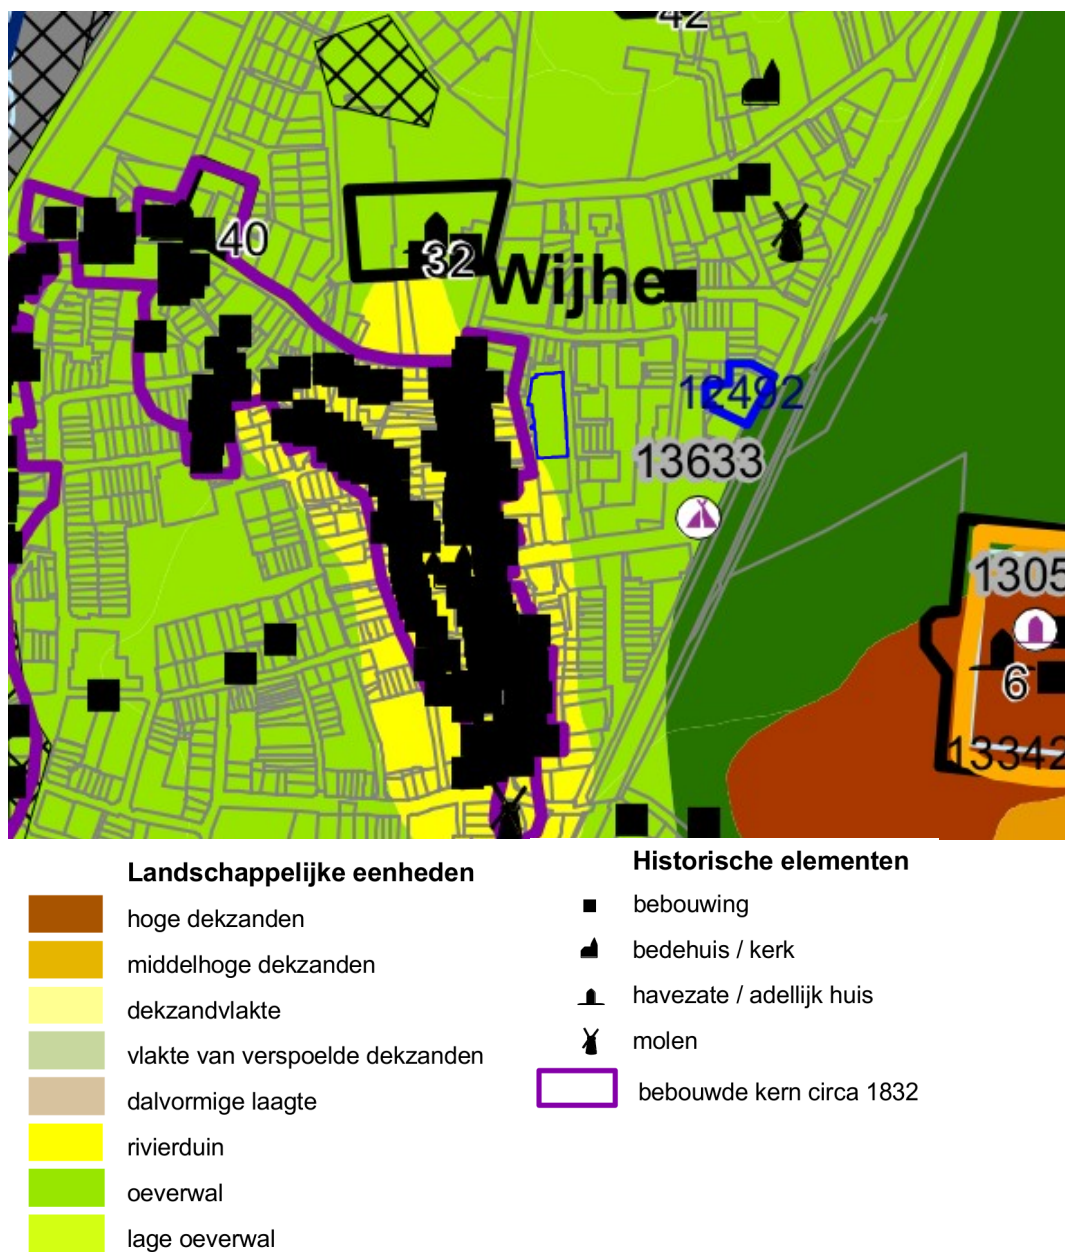 42
40
32
Wijhe
12492
13633
1305
6
13342
Landschappelijke eenheden
hoge dekzanden
middelhoge dekzanden
dekzandvlakte
vlakte van verspoelde dekzanden
dalvormige laagte
rivierduin
oeverwal
lage oeverwal
Historische elementen
bebouwing
bedehuis / kerk
havezate / adellijk huis
molen
bebouwde kern circa 1832